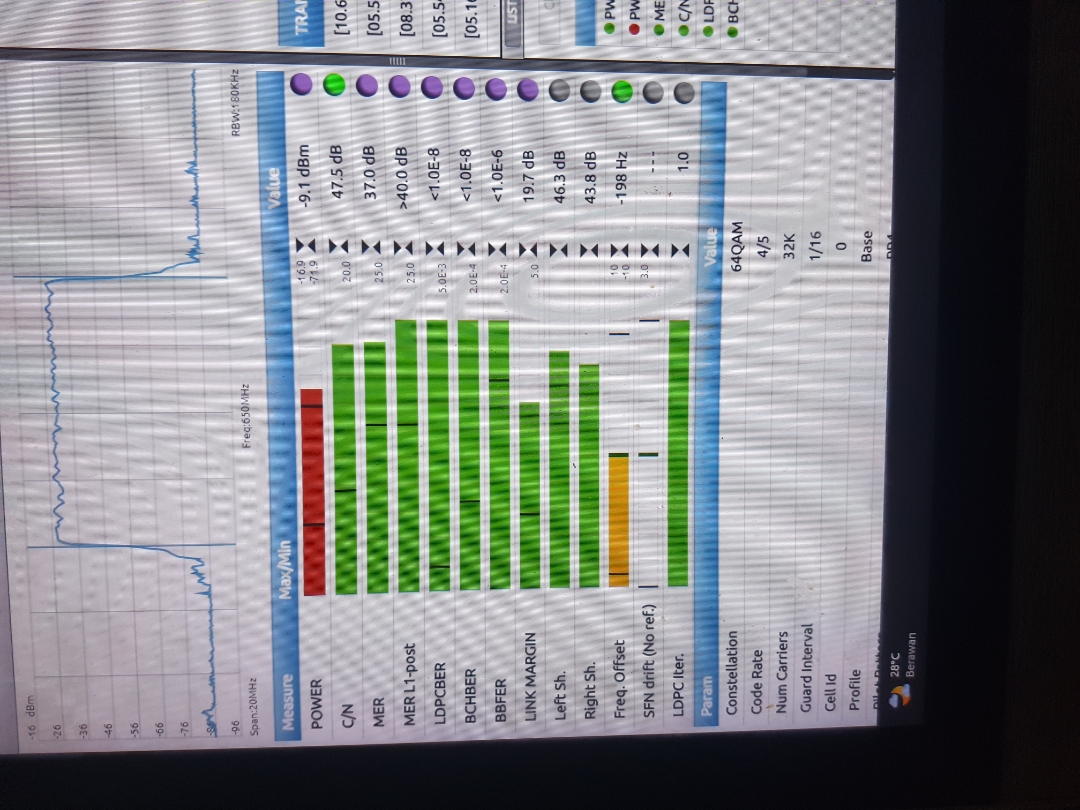 -16 dBm
-26
-36
-46
-56
-66
-76
-86
-96
Span:20MHz Freq:650MHz RBW:180KHz
Measure Max/Min Value
POWER -16.9 -71.9 -9.1 dBm
C/N 20.0 47.5 dB
MER 25.0 37.0 dB
MER L1-post 25.0 >40.0 dB
LDPCBER 5.0E-3 <1.0E-8
BCHBER 2.0E-4 <1.0E-8
BBFER 2.0E-4 <1.0E-6
LINK MARGIN 5.0 19.7 dB
Left Sh. 46.3 dB
Right Sh. 43.8 dB
Freq. Offset 10 -10 -198 Hz
SFN drift (No ref.) 3.0 ---
LDPC Iter. 1.0
Param Value
Constellation 64QAM
Code Rate 4/5
Num Carriers 32K
Guard Interval 1/16
Cell Id 0
Profile Base
28°C
Berawan
TRA
[10.6
[05.5
[08.3
[05.5
[05.16
LIST
PW
PW
ME
C/N
LDP
BCH